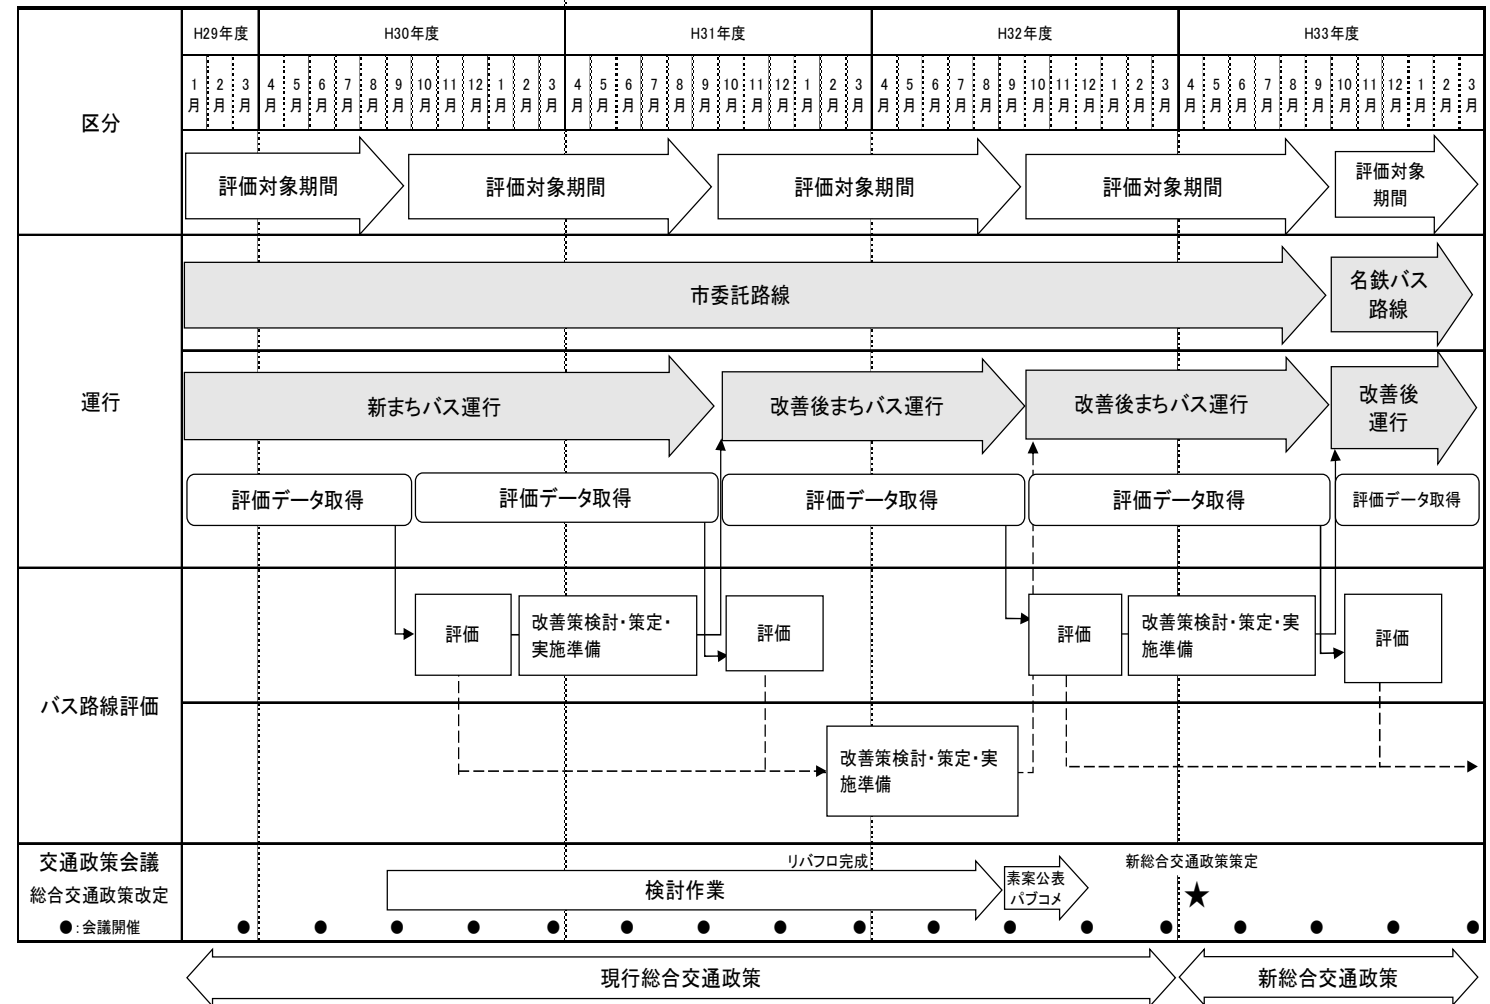 区分
H29年度 H30年度 H31年度 H32年度 H33年度
1月 2月 3月 4月 5月 6月 7月 8月 9月 10月 11月 12月 1月 2月 3月 4月 5月 6月 7月 8月 9月 10月 11月 12月 1月 2月 3月 4月 5月 6月 7月 8月 9月 10月 11月 12月 1月 2月 3月 4月 5月 6月 7月 8月 9月 10月 11月 12月 1月 2月 3月
評価対象期間 評価対象期間 評価対象期間 評価対象期間
評価対象
期間
運行
市委託路線
名鉄バス
路線
新まちバス運行 改善後まちバス運行 改善後まちバス運行
改善後
運行
評価データ取得 評価データ取得 評価データ取得 評価データ取得 評価データ取得
バス路線評価
評価
改善策検討・策定・
実施準備
評価
評価
改善策検討・策定・実
施準備
評価
改善策検討・策定・実
施準備
交通政策会議
総合交通政策改定
●:会議開催
リバフロ完成
検討作業
素案公表
パブコメ
新総合交通政策策定
★
現行総合交通政策 新総合交通政策